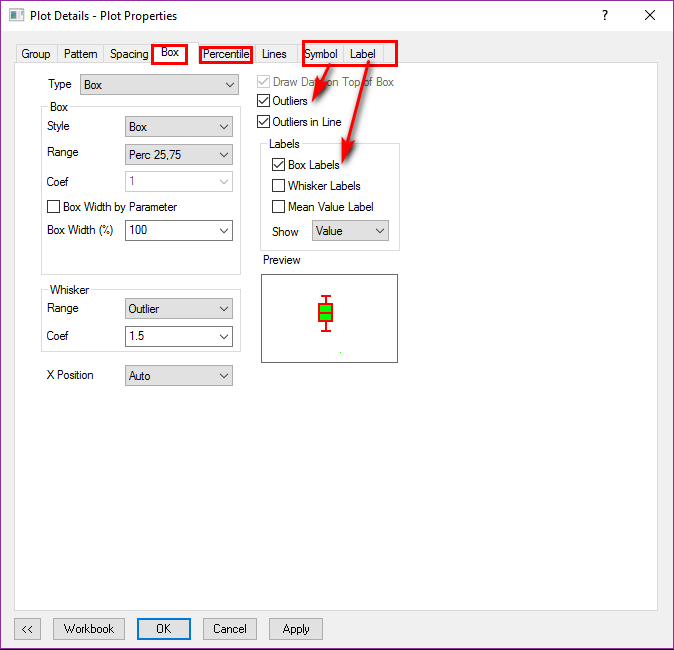 Plot Details - Plot Properties
?
Group Pattern Spacing Box Percentile Lines Symbol Label
Type Box
Draw Data on Top of Box
Box
Outliers
Style Box
Outliers in Line
Range Perc 25,75
Labels
Box Labels
Coef 1
Whisker Labels
Box Width by Parameter
Mean Value Label
Box Width (%) 100
Show Value
Preview
Whisker
Range Outlier
Coef 1.5
X Position Auto
<< Workbook OK Cancel Apply